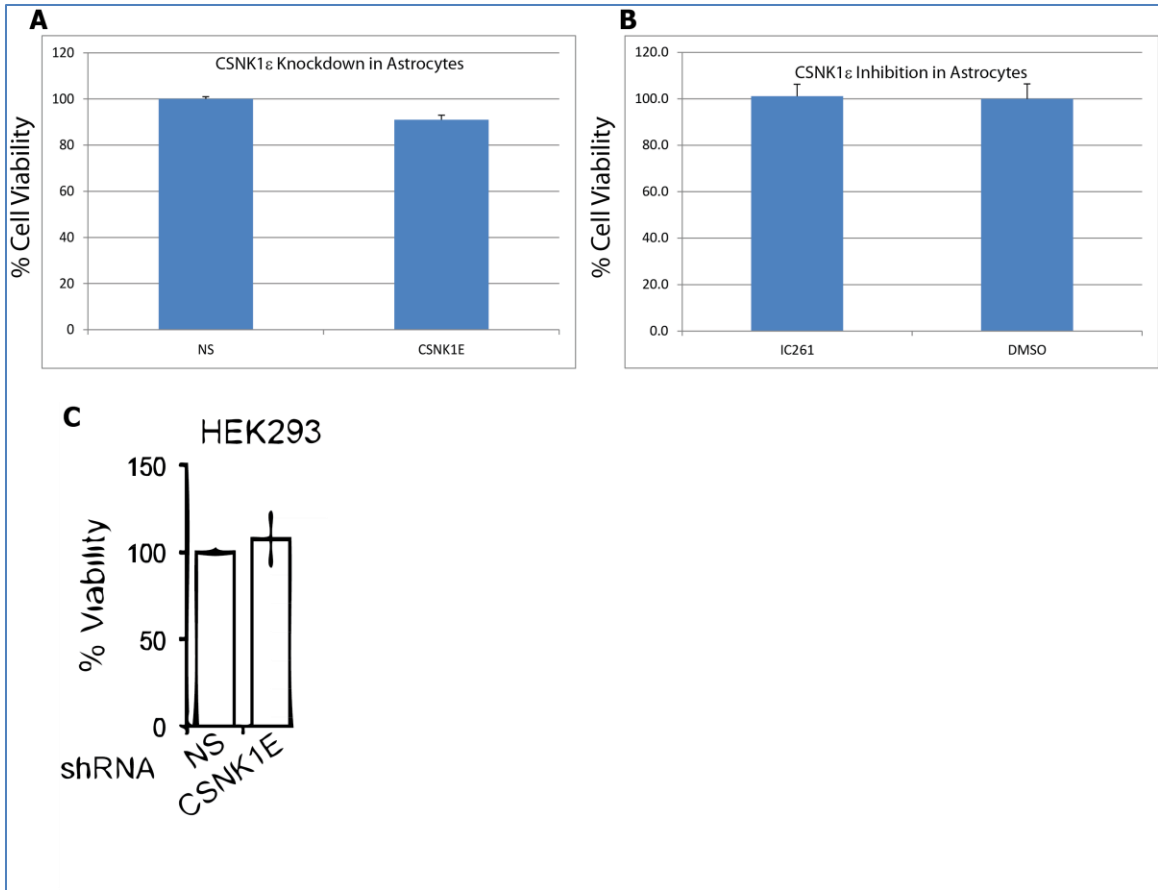 A
CSNK1ε Knockdown in Astrocytes
% Cell Viability
120
100
80
60
40
20
0
NS
CSNK1E
B
CSNK1ε Inhibition in Astrocytes
% Cell Viability
120.0
100.0
80.0
60.0
40.0
20.0
0.0
IC261
DMSO
C
HEK293
% Viability
150
100
50
0
shRNA
NS
CSNK1E